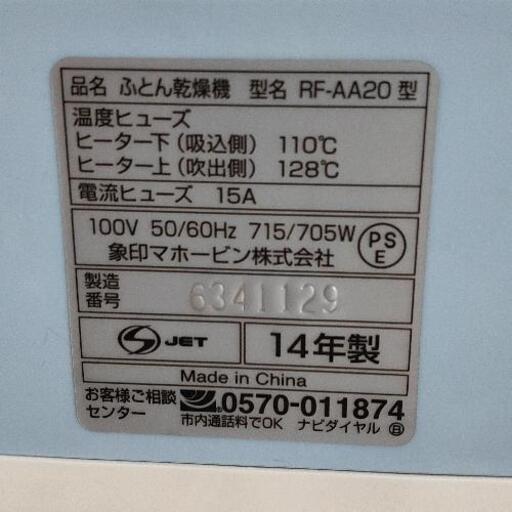 品名 ふとん乾燥機 型名 RF-AA20 型
温度ヒューズ
ヒーター下(吸込側) 110℃
ヒーター上(吹出側) 128℃
電流ヒューズ 15A
100V 50/60Hz 715/705W
象印マホービン株式会社
PS
E
製造
番号
6341129
S JET
14年製
Made in China
お客様ご相談
センター
0570-011874
市内通話料でOK ナビダイヤル Ⓑ